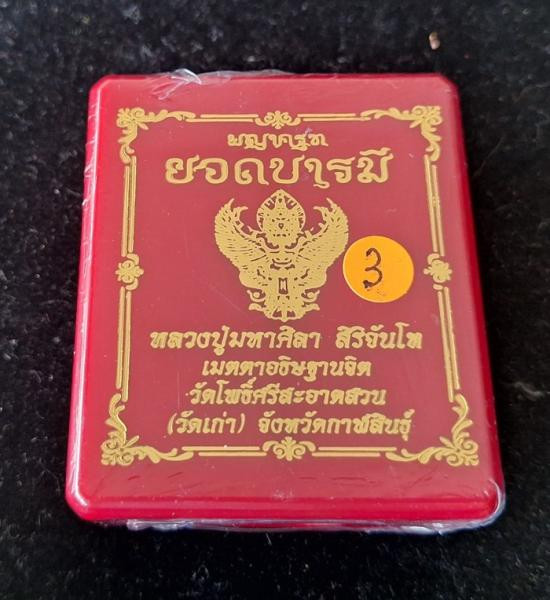 พญาครุฑ
ยอดบารมี
3
หลวงปู่มหาศิลา สิริจันโท
เมตตาอธิษฐานจิต
วัดโพธิ์ศรีสะอาดสวน
(วัดเก่า) จังหวัดกาฬสินธุ์